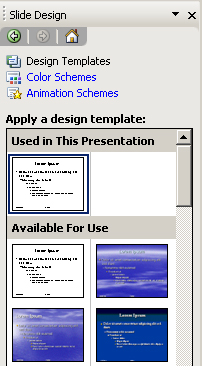 Slide Design
Design Templates
Color Schemes
Animation Schemes
Apply a design template:
Used in This Presentation
Available For Use